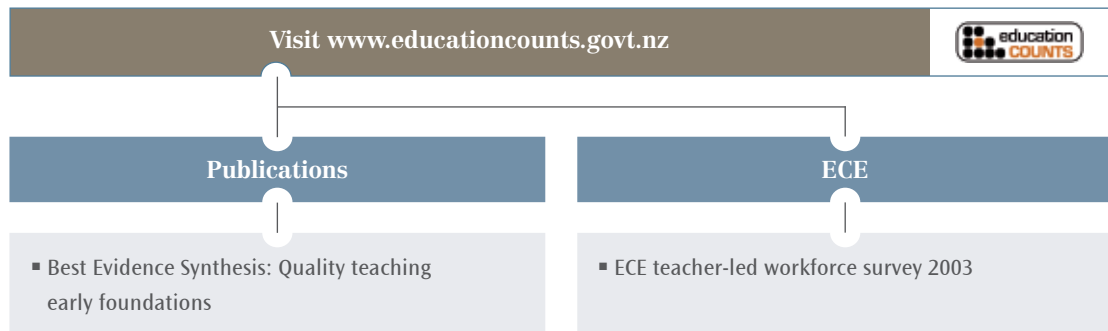 Visit www.educationcounts.govt.nz
education
COUNTS
Publications
ECE
▪ Best Evidence Synthesis: Quality teaching
early foundations
▪ ECE teacher-led workforce survey 2003